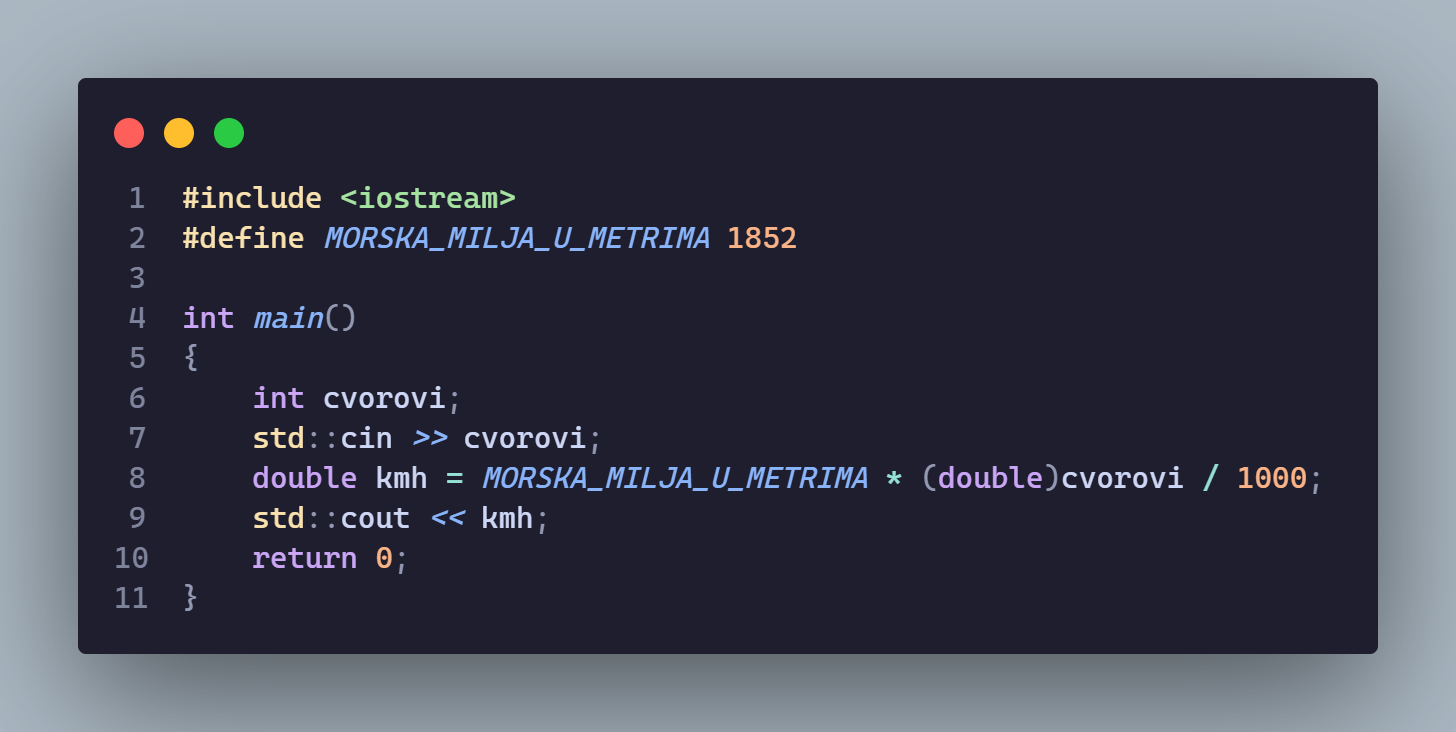 1 #include <iostream>
2 #define MORSKA_MILJA_U_METRIMA 1852
3
4 int main()
5 {
6     int cvorovi;
7     std::cin >> cvorovi;
8     double kmh = MORSKA_MILJA_U_METRIMA * (double)cvorovi / 1000;
9     std::cout << kmh;
10     return 0;
11 }